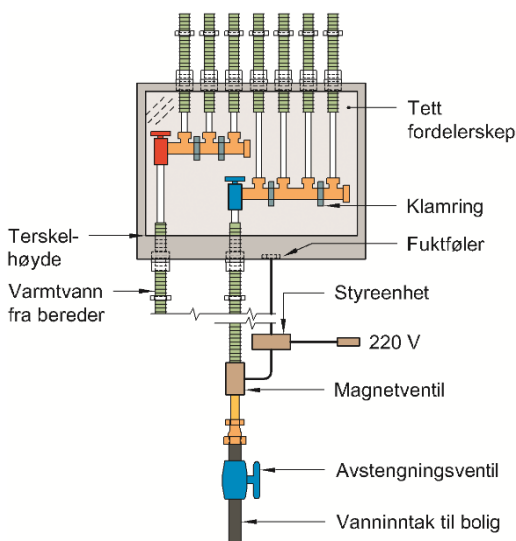 Tett
fordelerskep
Klamring
Terskel-
høyde
Fuktføler
Varmtvann
fra bereder
Styreenhet
220 V
Magnetventil
Avstengningsventil
Vanninntak til bolig